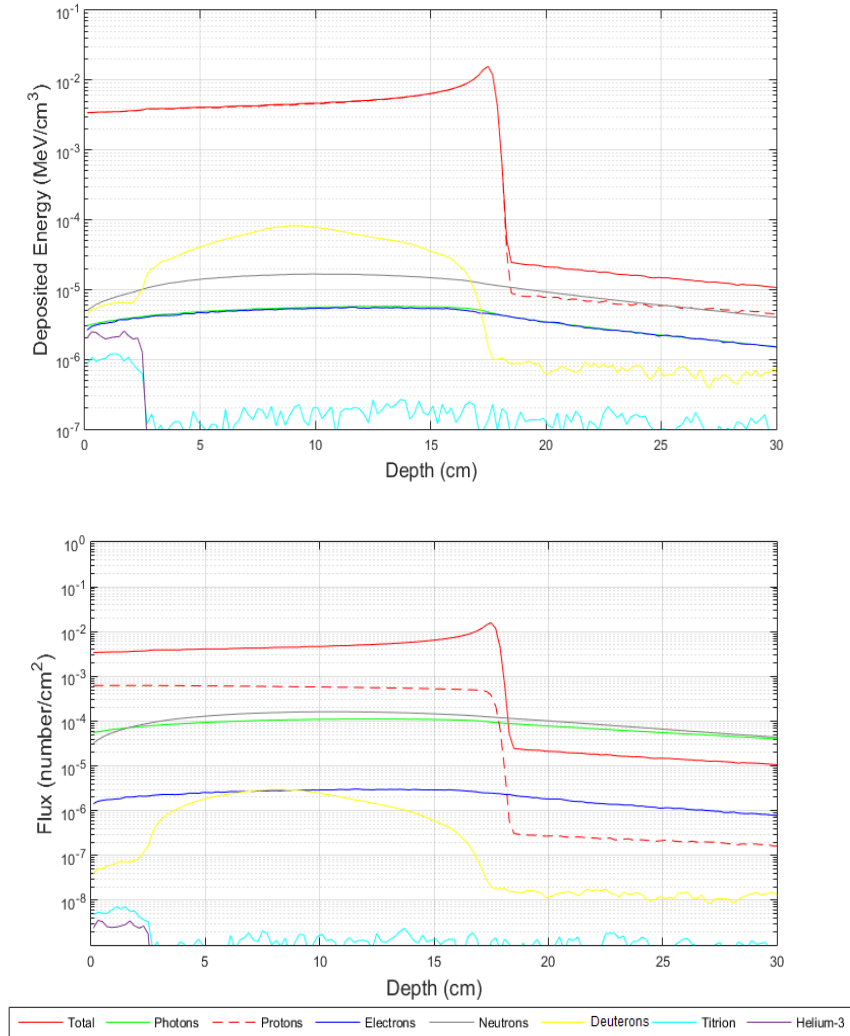 10^-1
10^-2
10^-3
10^-4
10^-5
10^-6
10^-7
Deposited Energy (MeV/cm^3)
0 5 10 15 20 25 30
Depth (cm)
10^0
10^-1
10^-2
10^-3
10^-4
10^-5
10^-6
10^-7
10^-8
Flux (number/cm^2)
0 5 10 15 20 25 30
Depth (cm)
Total Photons Protons Electrons Neutrons Deuterons Titrion Helium-3